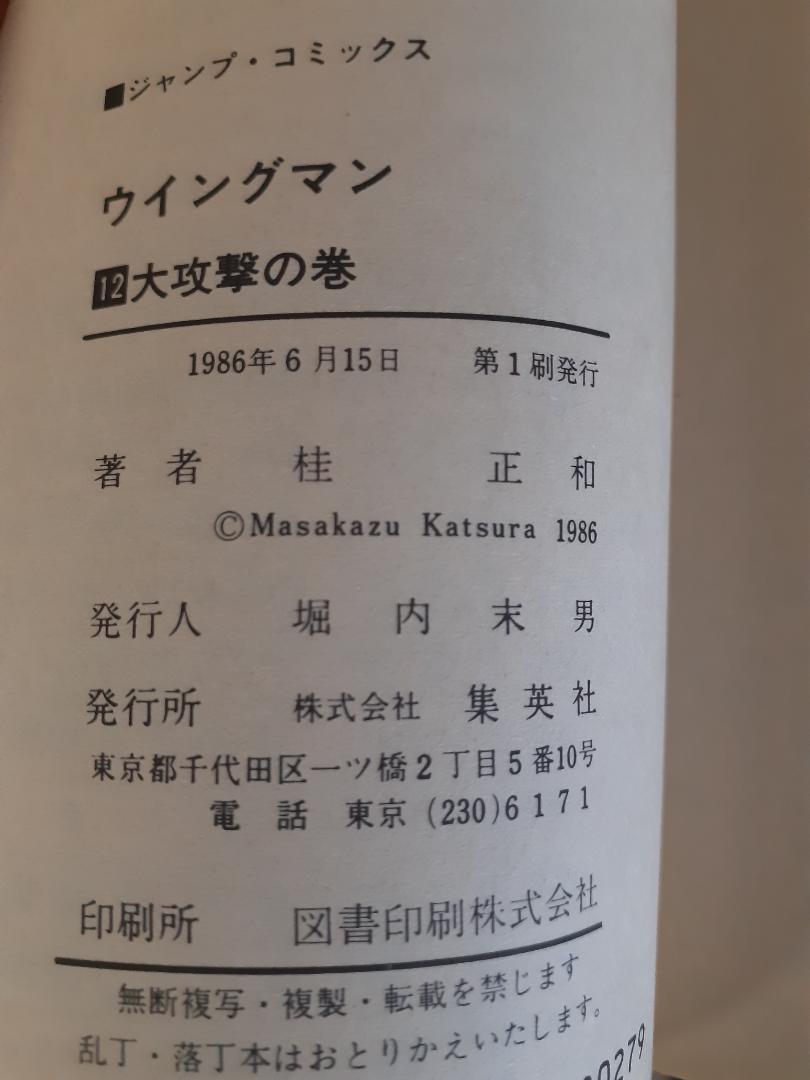 ■ジャンプ・コミックス
ウイングマン
12大攻撃の巻
1986年6月15日 第1刷発行
著者 桂正和
©Masakazu Katsura 1986
発行人 堀内末男
発行所 株式会社 集英社
東京都千代田区一ツ橋2丁目5番10号
電話 東京 (230)6171
印刷所 図書印刷株式会社
無断複写・複製・転載を禁じます
乱丁・落丁本はおとりかえいたします。
0279